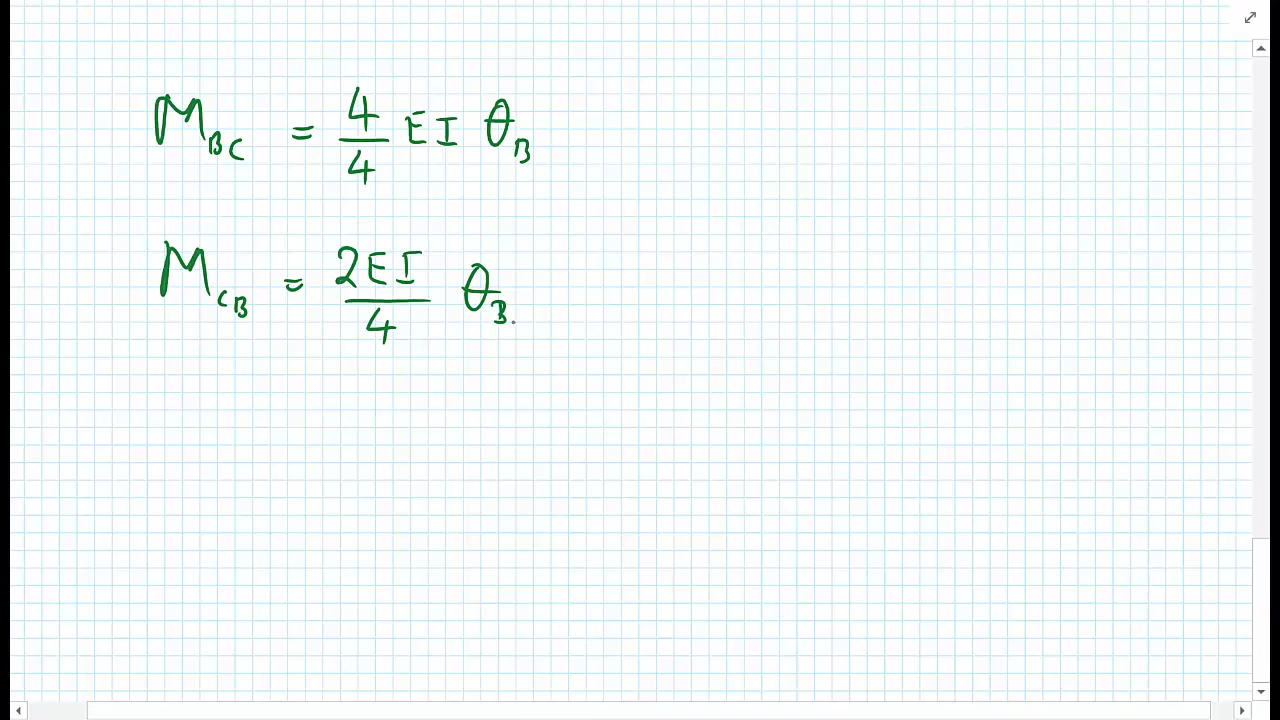 M_BC = 4/4 EI θ_B
M_CB = 2EI/4 θ_B